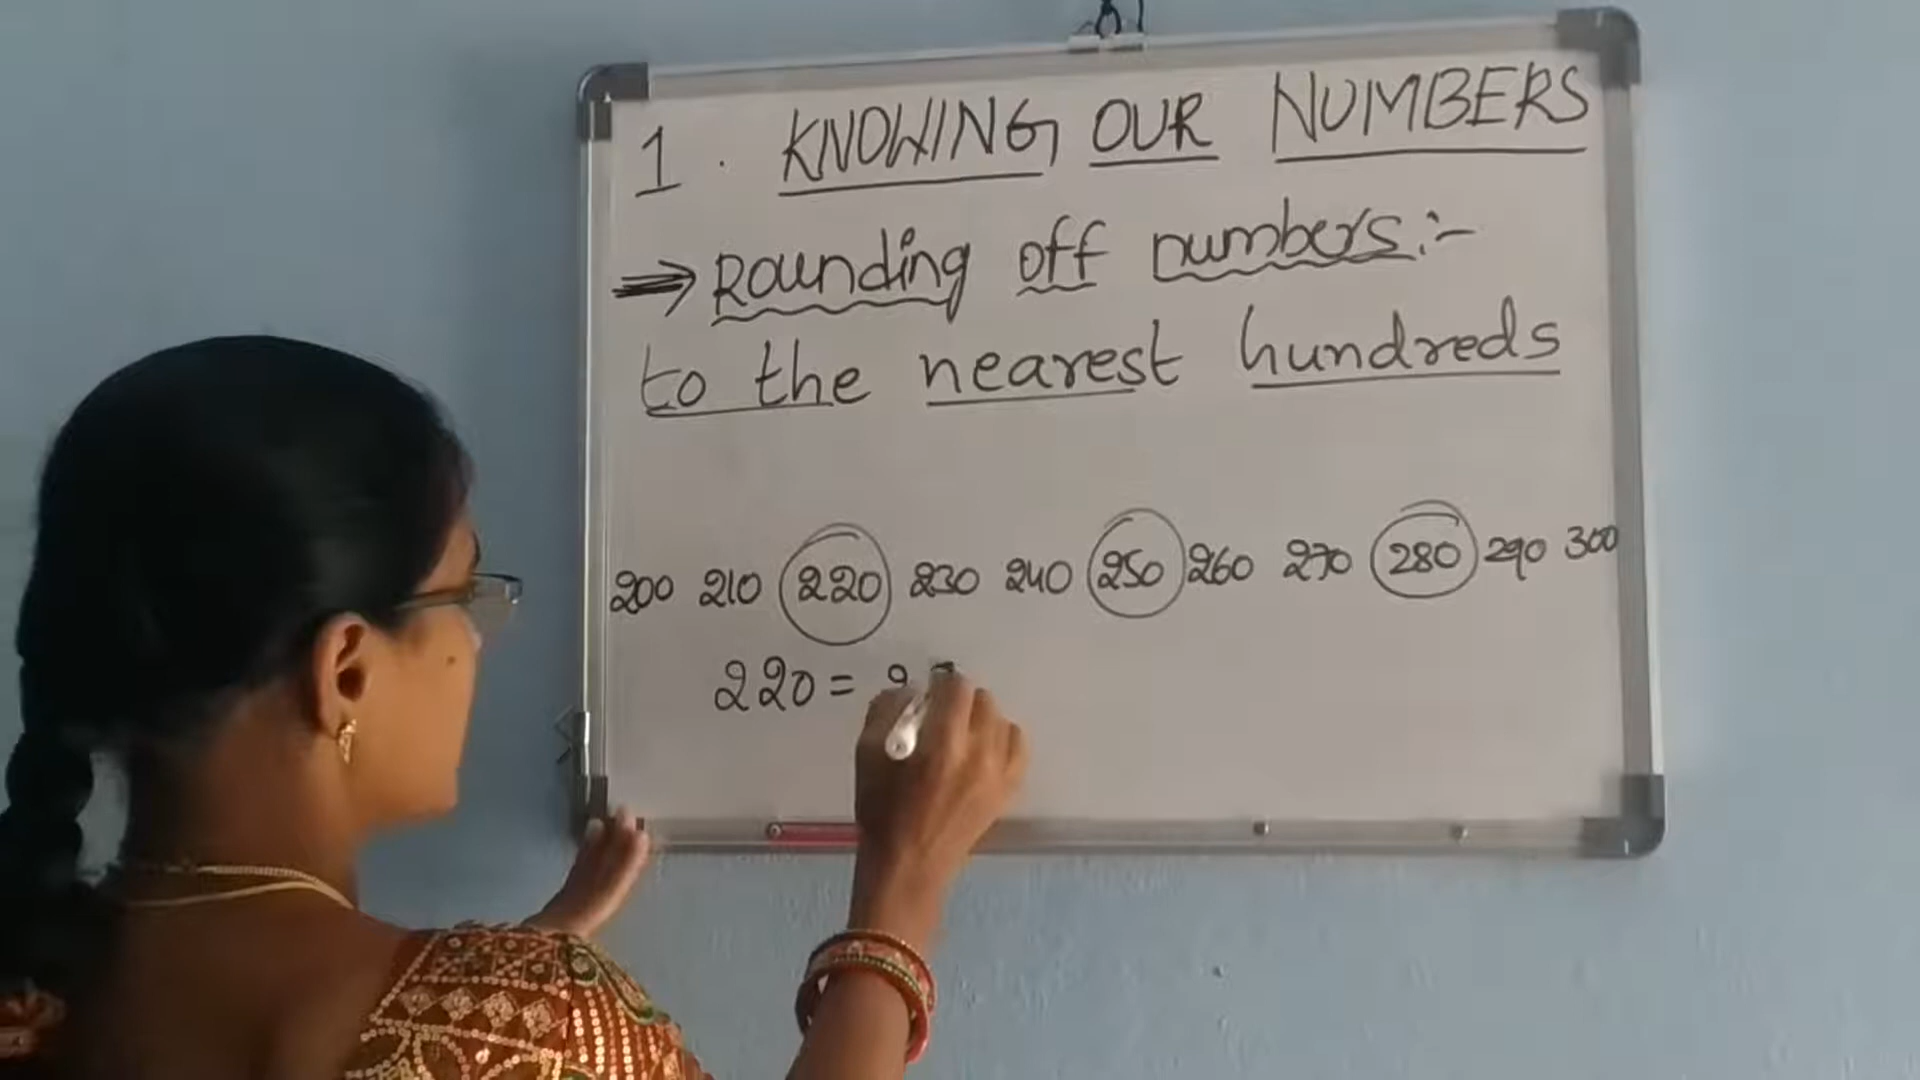 1. KNOWING OUR NUMBERS
⇒ Rounding off numbers:-
to the nearest hundreds
200 210 220 230 240 250 260 270 280 290 300
220 = 2